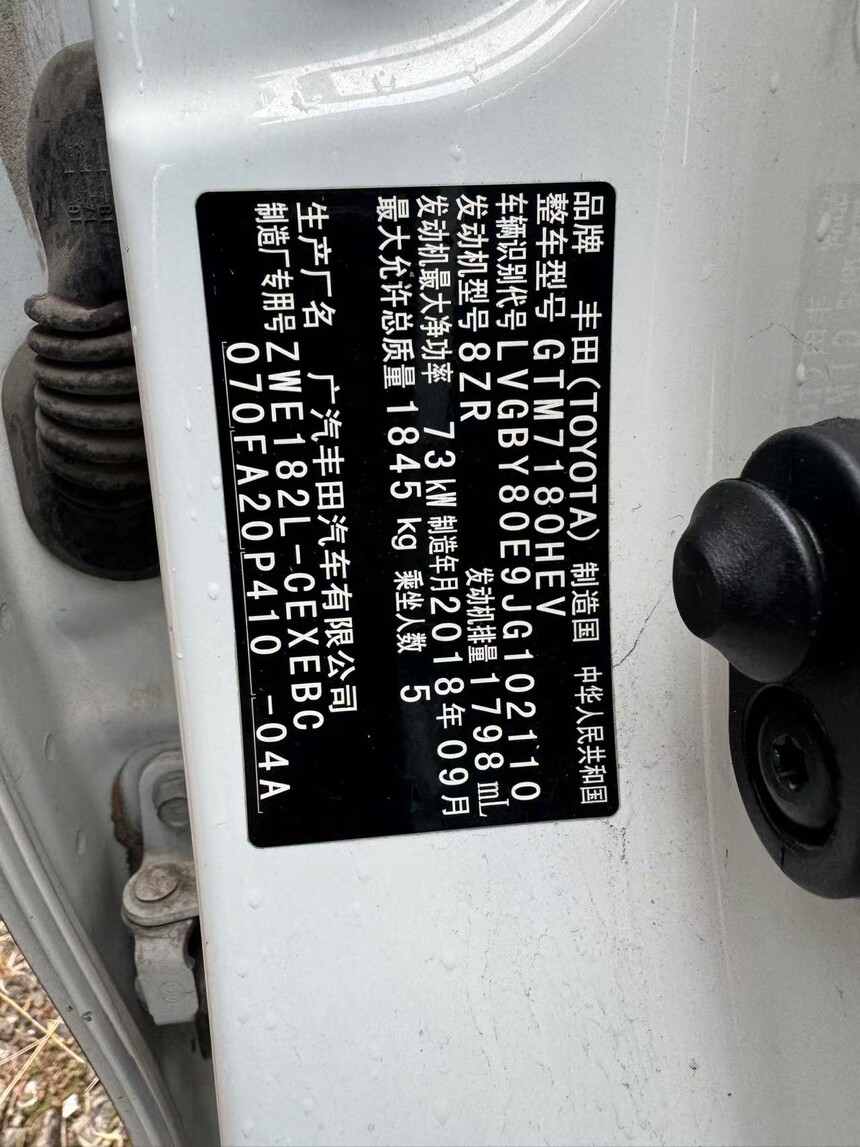 品牌 丰田(TOYOTA) 制造国 中华人民共和国
整车型号 GTM7180HEV
车辆识别代号 LVGBY80E9JG102110
发动机型号 8ZR 发动机排量 1798 mL
发动机最大净功率 73 kW 制造年月 2018年09月
最大允许总质量 1845 kg 乘坐人数 5
生产厂名 广汽丰田汽车有限公司
制造厂专用号 ZWE182L-CEXEBC
070FA20P410 -04A